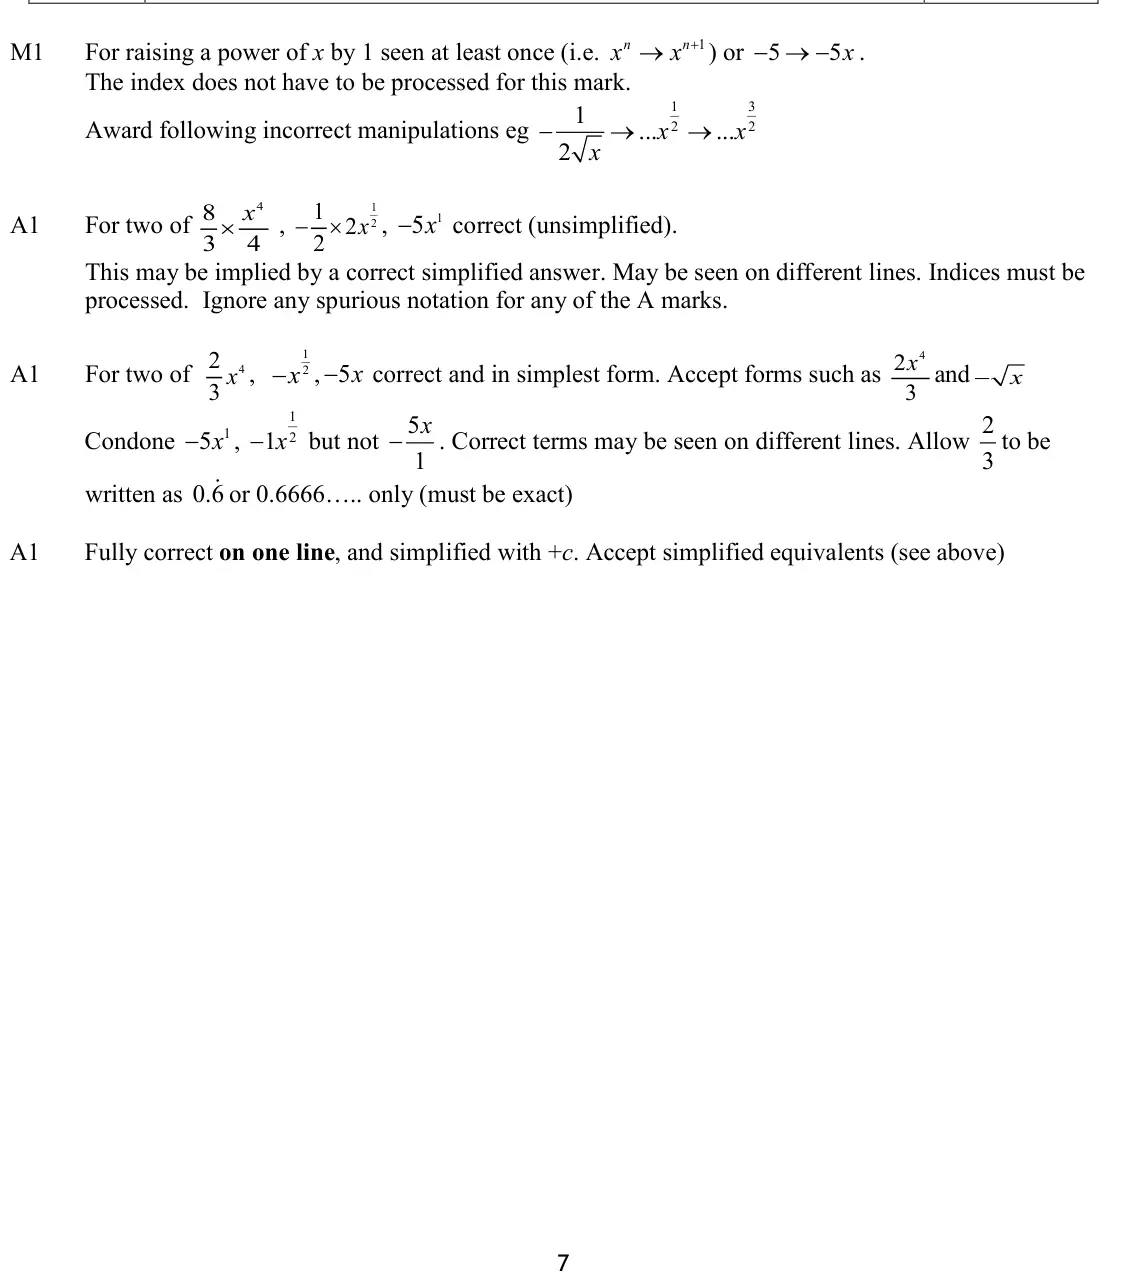 M1 For raising a power of x by 1 seen at least once (i.e. xⁿ → xⁿ⁺¹) or −5 → −5x.
The index does not have to be processed for this mark.
Award following incorrect manipulations eg −1/(2√x) → ...x^(1/2) → ...x^(3/2)
A1 For two of 8/3 × x⁴/4 , −1/2 × 2x^(1/2), −5x¹ correct (unsimplified).
This may be implied by a correct simplified answer. May be seen on different lines. Indices must be
processed. Ignore any spurious notation for any of the A marks.
A1 For two of 2/3 x⁴, −x^(1/2), −5x correct and in simplest form. Accept forms such as 2x⁴/3 and −√x
Condone −5x¹, −1x^(1/2) but not −5x/1. Correct terms may be seen on different lines. Allow 2/3 to be
written as 0.6̇ or 0.6666..... only (must be exact)
A1 Fully correct on one line, and simplified with +c. Accept simplified equivalents (see above)
7